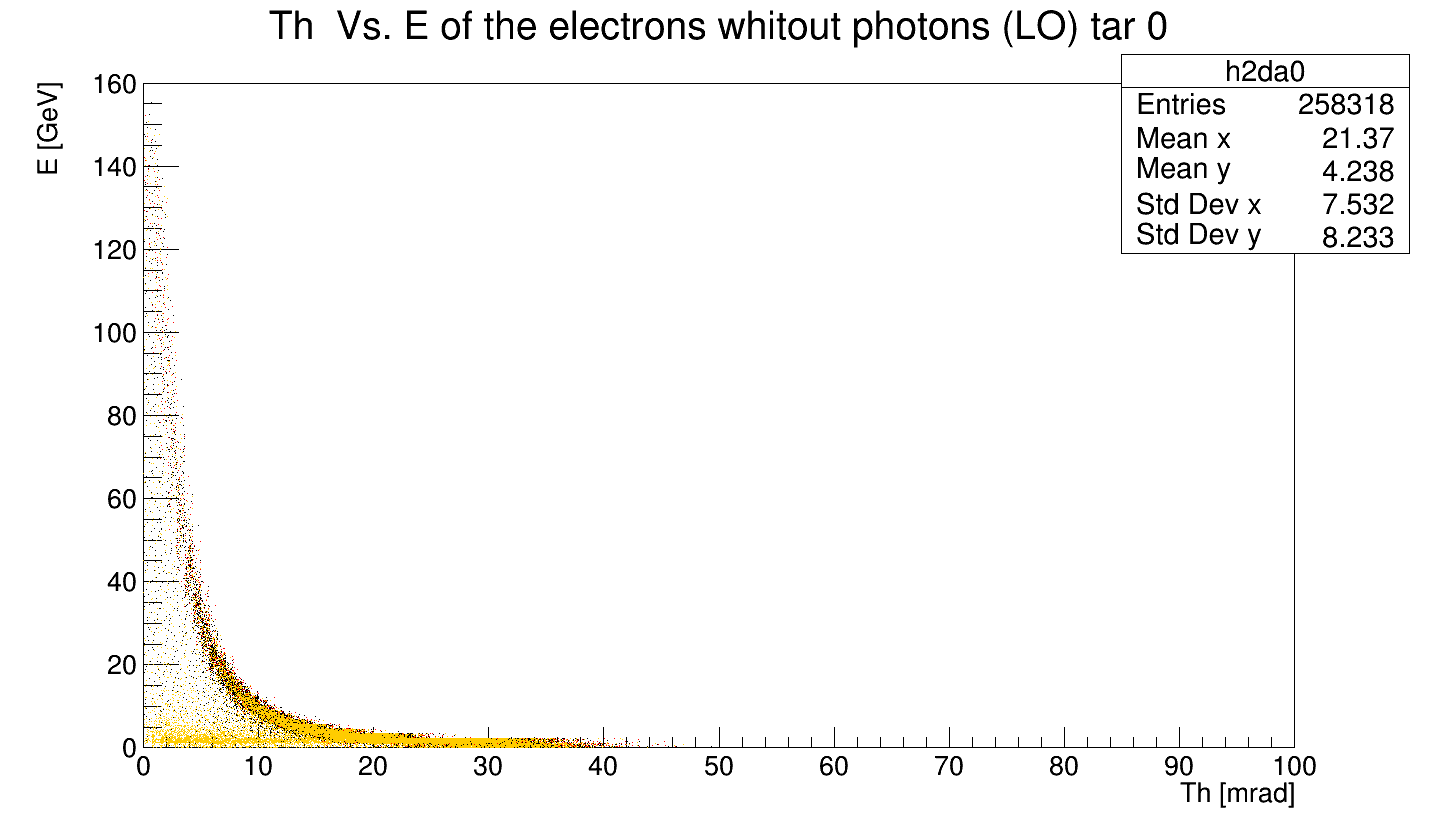 Th  Vs. E of the electrons whitout photons (LO) tar 0
h2da0
Entries 258318
Mean x 21.37
Mean y 4.238
Std Dev x 7.532
Std Dev y 8.233
E [GeV]
160
140
120
100
80
60
40
20
0
0 10 20 30 40 50 60 70 80 90 100
Th [mrad]